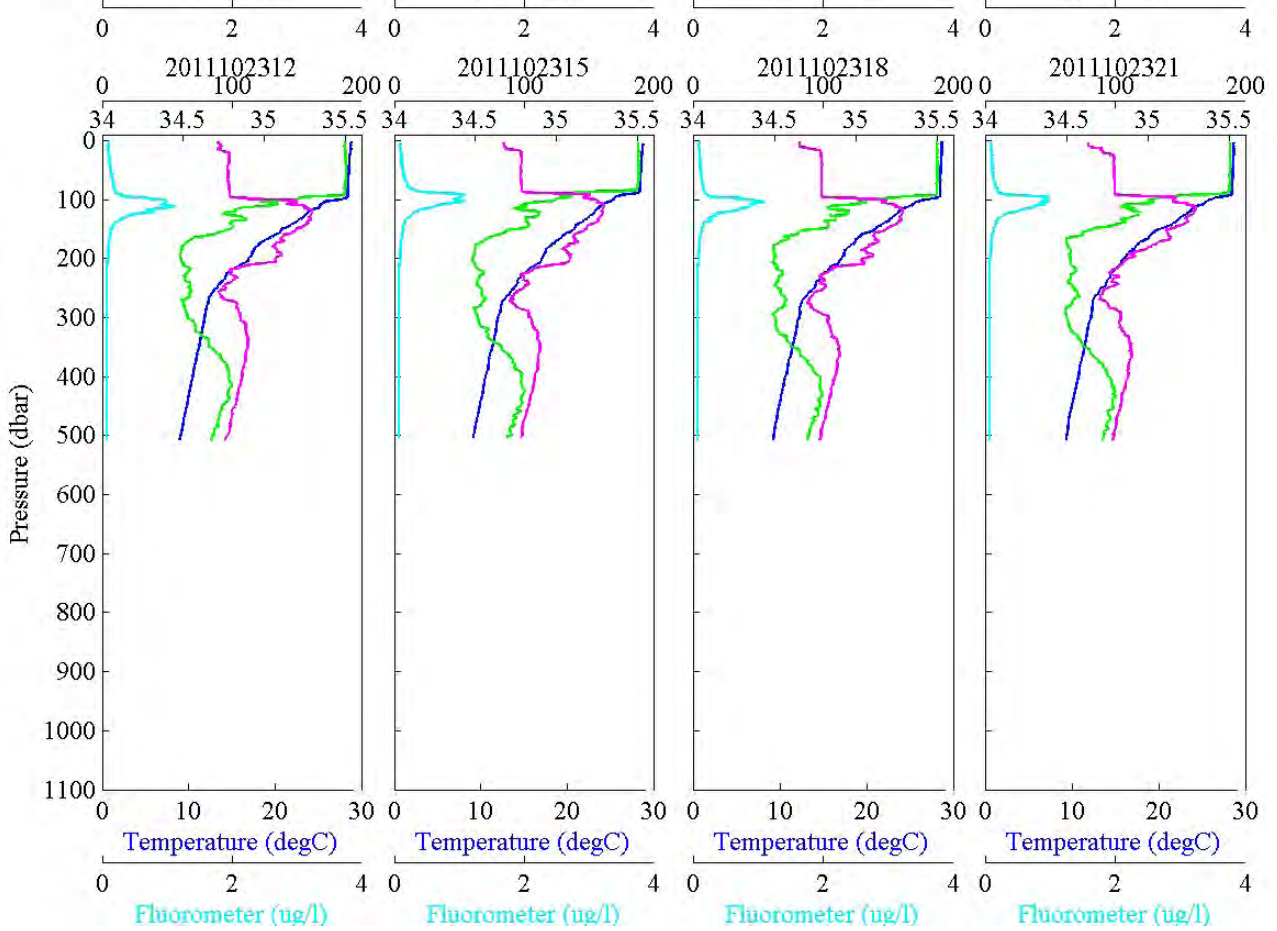 0 2 4 0 2 4 0 2 4 0 2 4
2011102312 2011102315 2011102318 2011102321
0 100 200 0 100 200 0 100 200 0 100 200
34 34.5 35 35.5 34 34.5 35 35.5 34 34.5 35 35.5 34 34.5 35 35.5
0
100
200
300
400
500
600
700
800
900
1000
1100
Pressure (dbar)
0 10 20 30 0 10 20 30 0 10 20 30 0 10 20 30
Temperature (degC) Temperature (degC) Temperature (degC) Temperature (degC)
0 2 4 0 2 4 0 2 4 0 2 4
Fluorometer (ug/l) Fluorometer (ug/l) Fluorometer (ug/l) Fluorometer (ug/l)